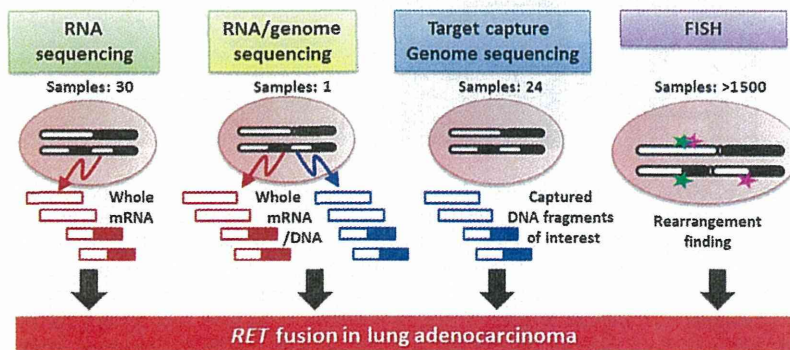 RNA
sequencing
RNA/genome
sequencing
Target capture
Genome sequencing
FISH
Samples: 30
Samples: 1
Samples: 24
Samples: >1500
Whole
mRNA
Whole
mRNA
/DNA
Captured
DNA fragments
of interest
Rearrangement
finding
RET fusion in lung adenocarcinoma